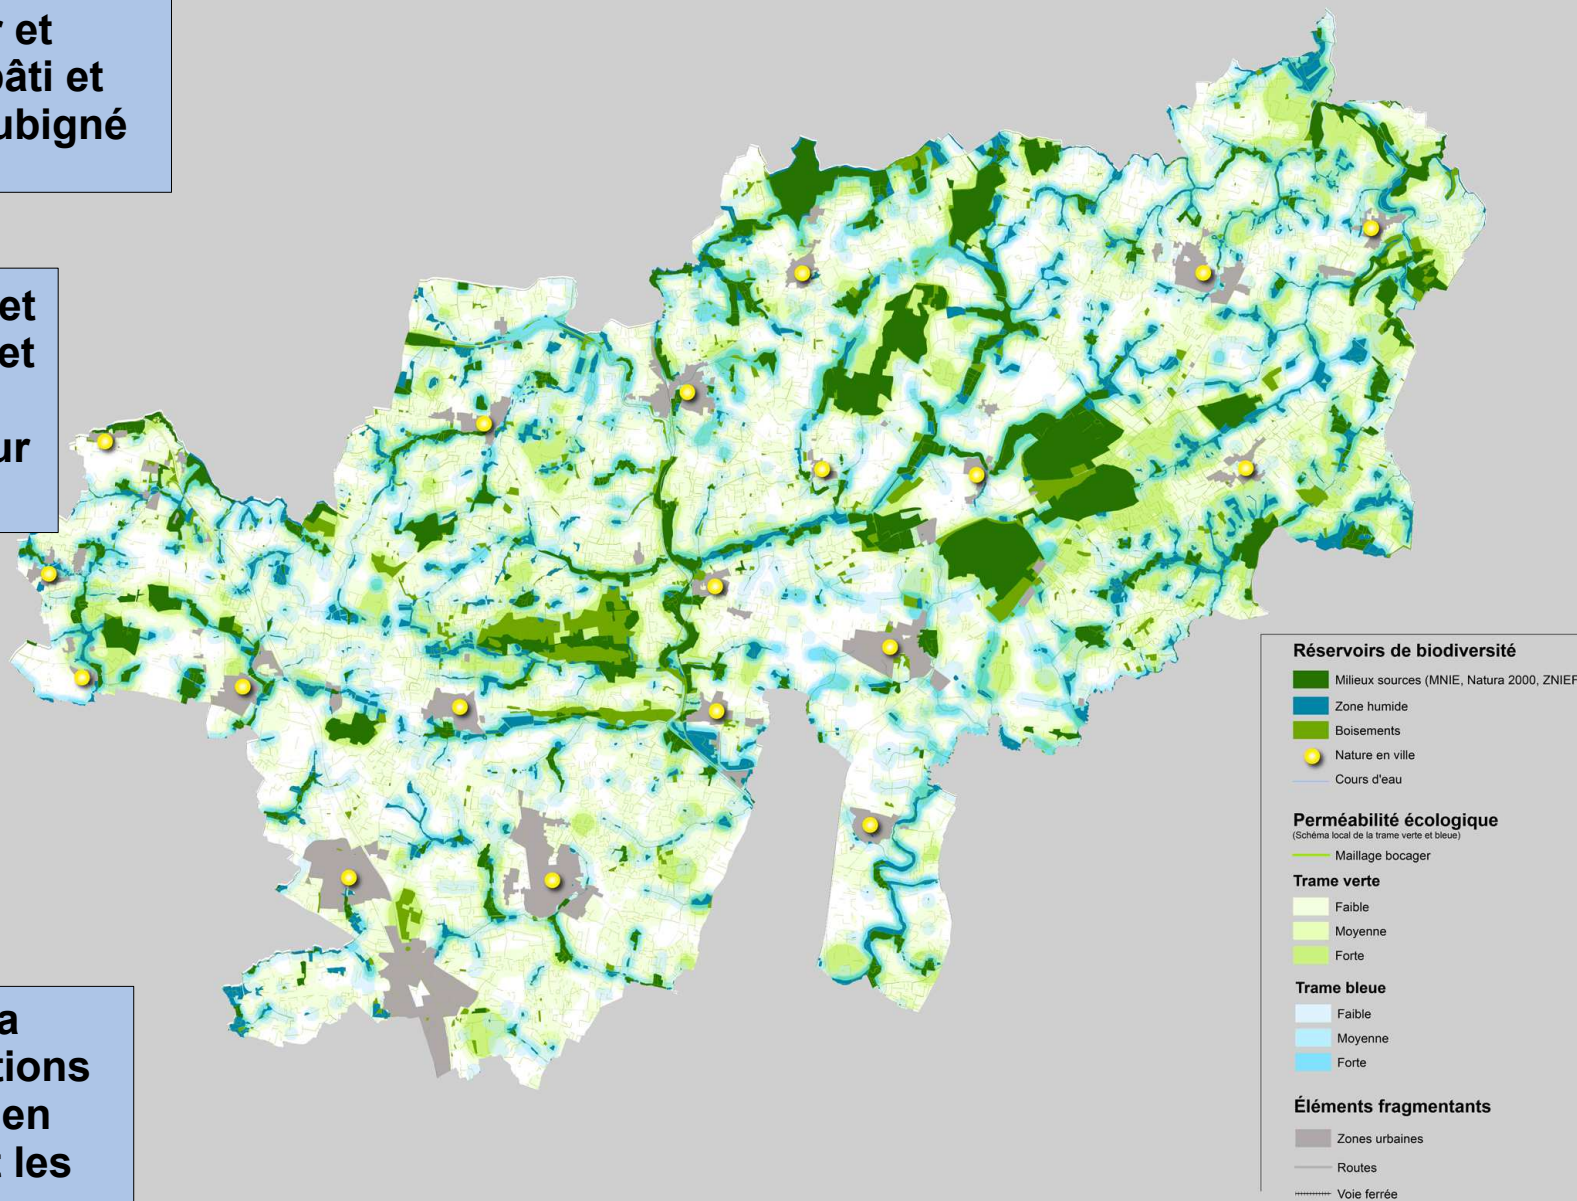 et
bâti et
ubigné
et
et
ur
a
tions
en
les
Réservoirs de biodiversité
Milieux sources (MNIE, Natura 2000, ZNIEF
Zone humide
Boisements
Nature en ville
Cours d'eau
Perméabilité écologique
(Schéma local de la trame verte et bleue)
Maillage bocager
Trame verte
Faible
Moyenne
Forte
Trame bleue
Faible
Moyenne
Forte
Éléments fragmentants
Zones urbaines
Routes
Voie ferrée